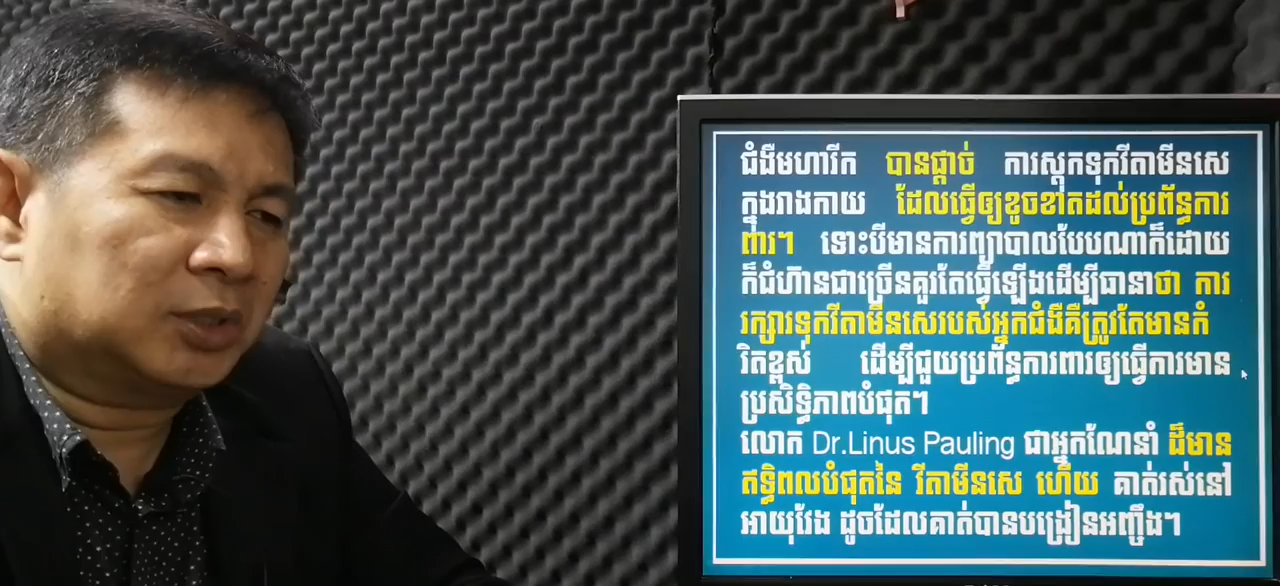 ជំងឺមហារីក បានផ្តាច់ ការស្តុកទុកវីតាមីនសេ
ក្នុងរាងកាយ ដែលធ្វើឲ្យខូចខាតដល់ប្រព័ន្ធការ
ពារ។ ទោះបីមានការព្យាបាលបែបណាក៏ដោយ
ក៏ជំហ៊ានជាច្រើនគួរតែធ្វើឡើងដើម្បីធានាថា ការ
រក្សារទុកវីតាមីនសេរបស់អ្នកជំងឺគឺត្រូវតែមានកំ
រិតខ្ពស់ ដើម្បីជួយប្រព័ន្ធការពារឲ្យធ្វើការមាន
ប្រសិទ្ធិភាពបំផុត។
លោក Dr.Linus Pauling ជាអ្នកណែនាំ ដ៏មាន
ឥទ្ធិពលបំផុតនៃ វីតាមីនសេ ហើយ គាត់រស់នៅ
អាយុវែង ដូចដែលគាត់បានបង្រៀនអញ្ចឹង។